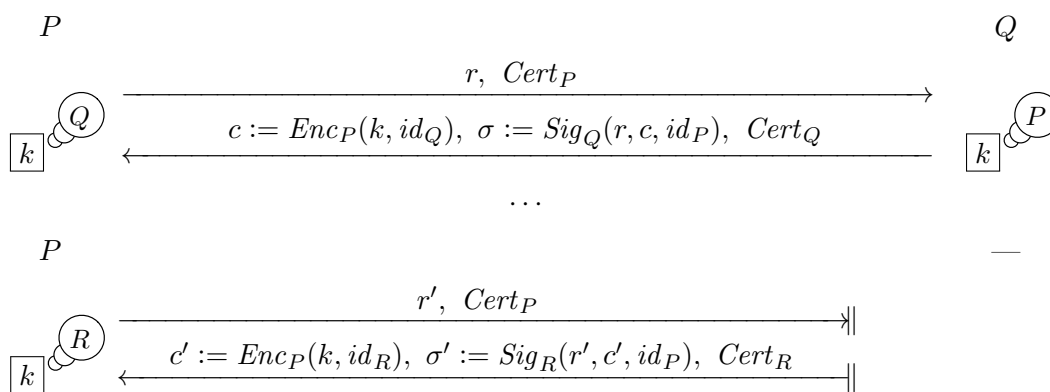 P Q
r, Cert_P
Q P
c := Enc_P(k, id_Q), σ := Sig_Q(r, c, id_P), Cert_Q
k k
...
P —
r′, Cert_P
R
c′ := Enc_P(k, id_R), σ′ := Sig_R(r′, c′, id_P), Cert_R
k